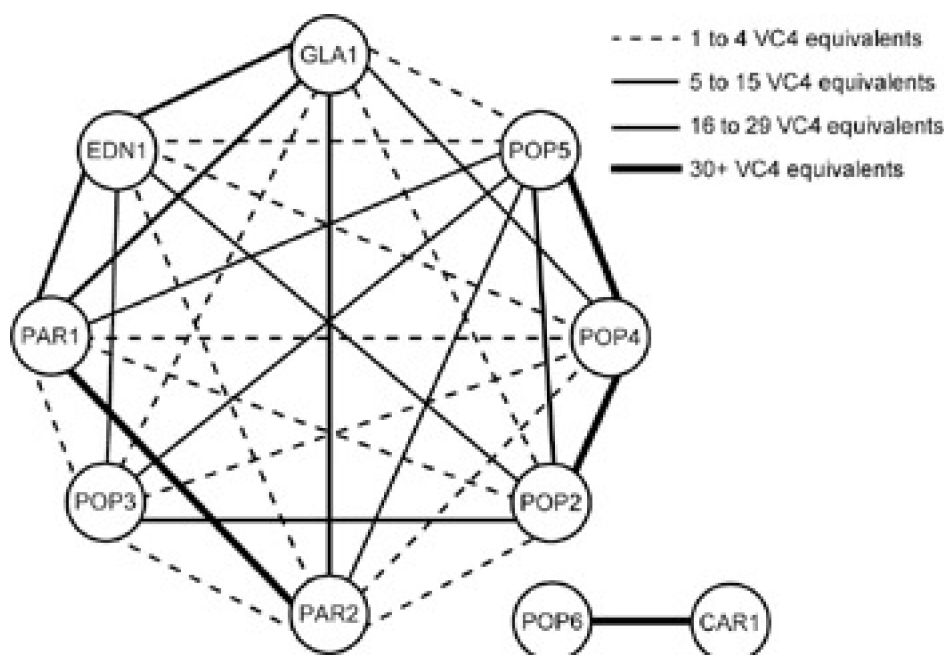 GLA1
1 to 4 VC4 equivalents
5 to 15 VC4 equivalents
16 to 29 VC4 equivalents
30+ VC4 equivalents
EDN1
POP5
PAR1
POP4
POP3
POP2
PAR2
POP6
CAR1